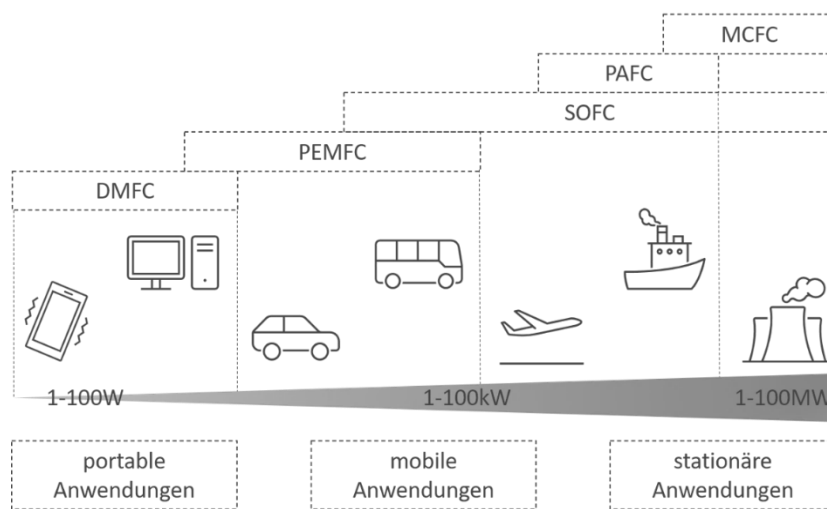 MCFC
PAFC
SOFC
PEMFC
DMFC
1-100W
1-100kW
1-100MW
portable
Anwendungen
mobile
Anwendungen
stationäre
Anwendungen